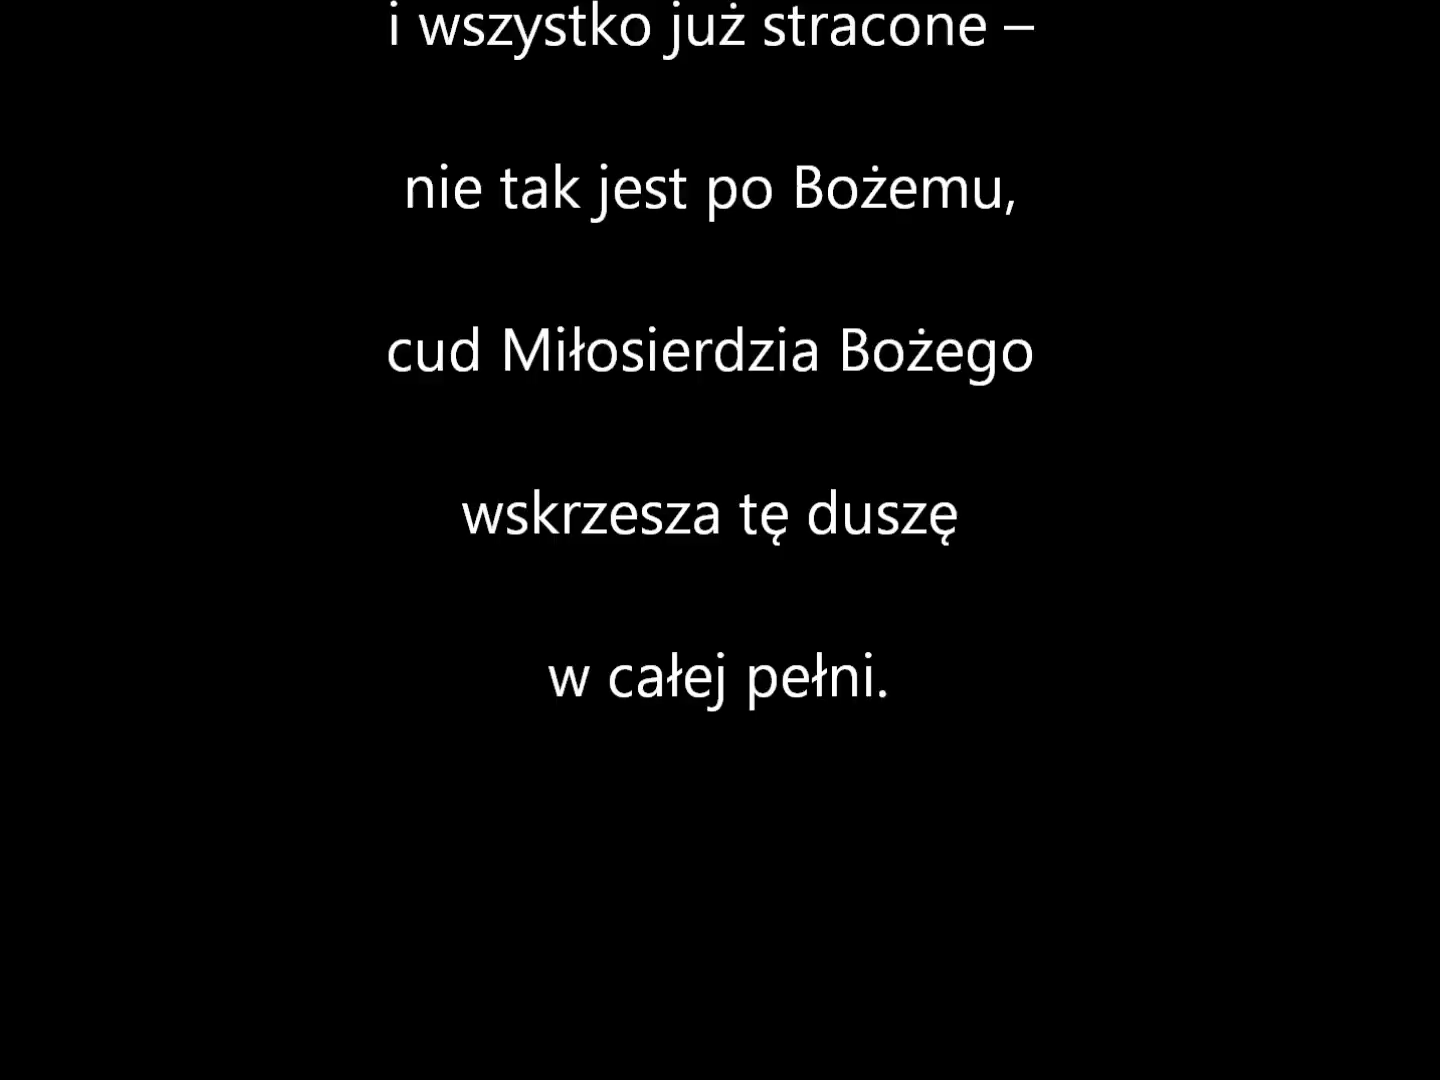 i wszystko już stracone –
nie tak jest po Bożemu,
cud Miłosierdzia Bożego
wskrzesza tę duszę
w całej pełni.